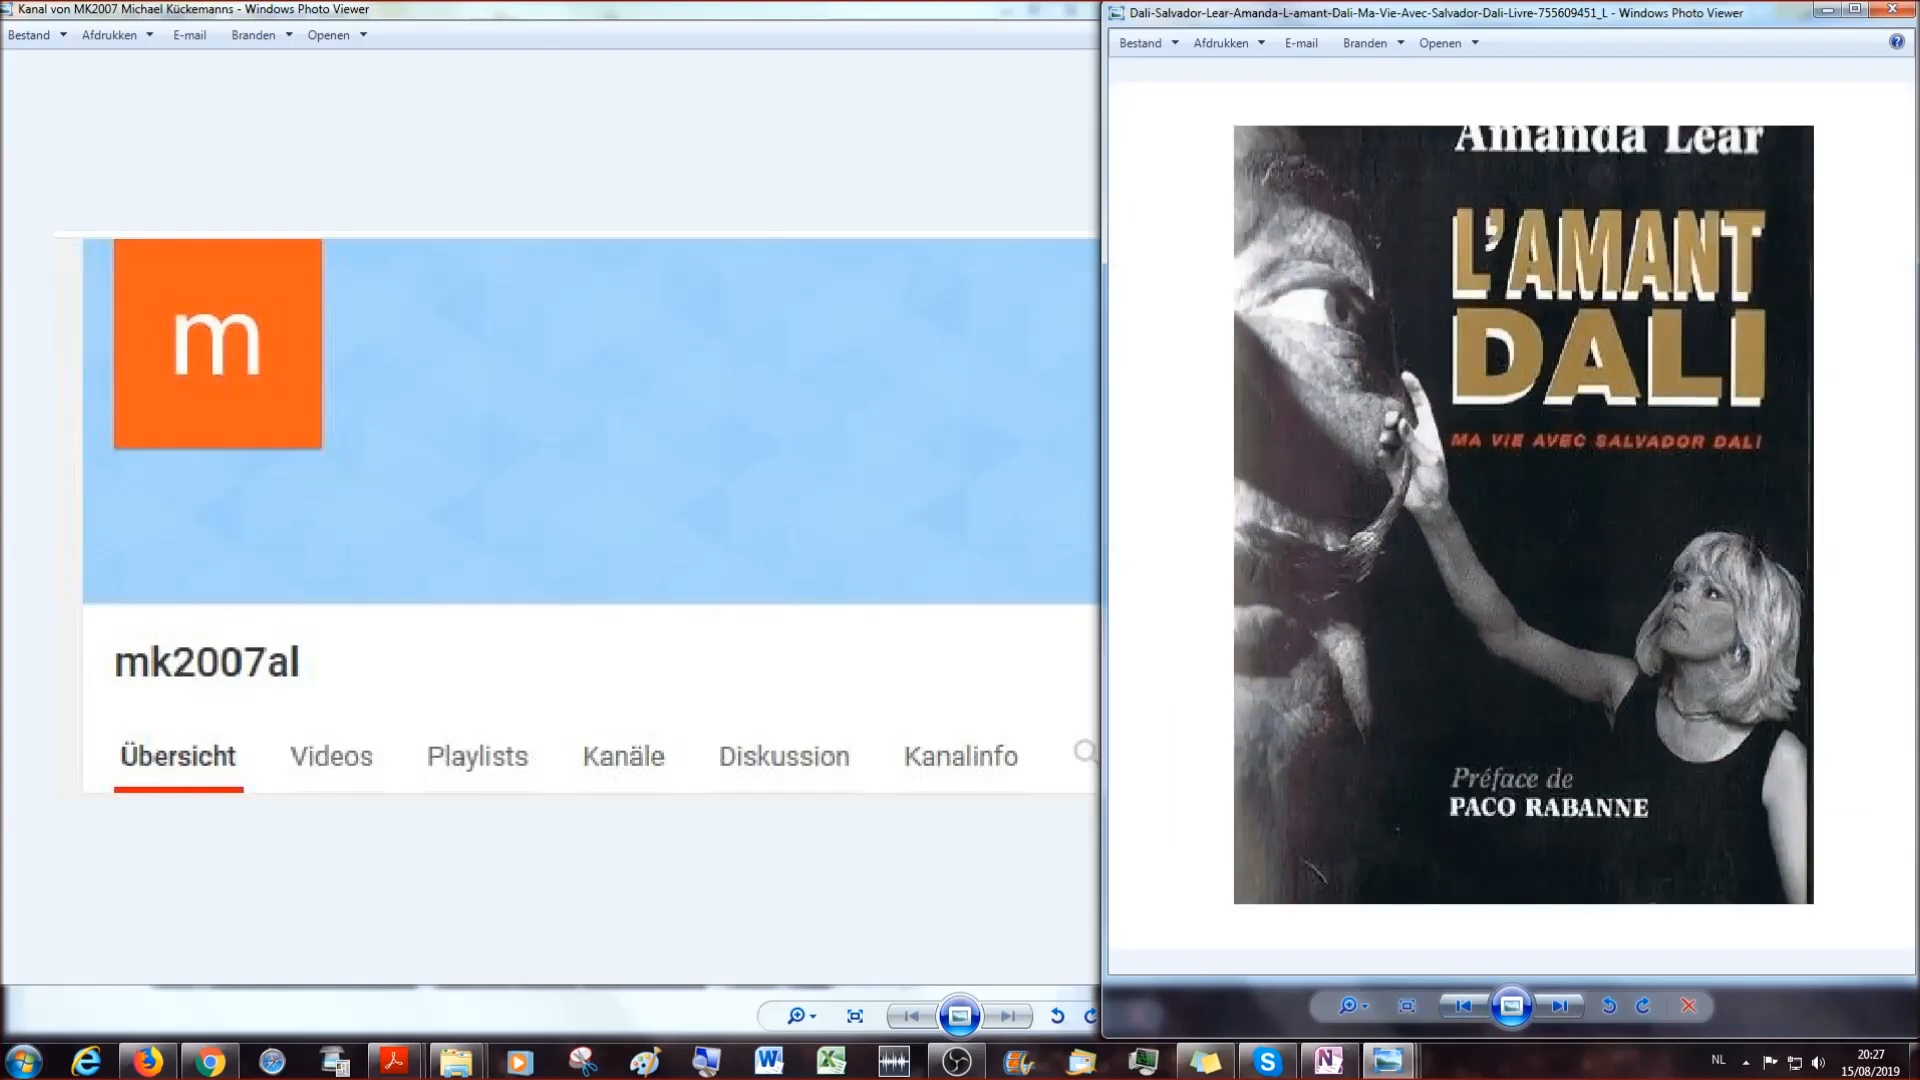 Kanal von MK2007 Michael Kückemanns - Windows Photo Viewer
Bestand Afdrukken E-mail Branden Openen
m
mk2007al
Übersicht Videos Playlists Kanäle Diskussion Kanalinfo
Dali-Salvador-Lear-Amanda-L-amant-Dali-Ma-Vie-Avec-Salvador-Dali-Livre-755609451_L - Windows Photo Viewer
Bestand Afdrukken E-mail Branden Openen
Amanda Lear
L'AMANT
DALI
MA VIE AVEC SALVADOR DALI
Préface de
PACO RABANNE
NL
20:27
15/08/2019